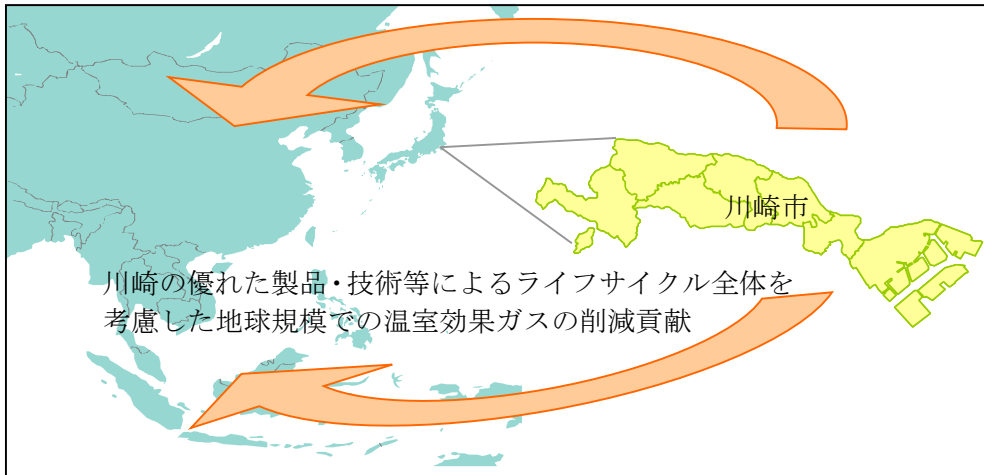 川崎市
川崎の優れた製品・技術等によるライフサイクル全体を
考慮した地球規模での温室効果ガスの削減貢献